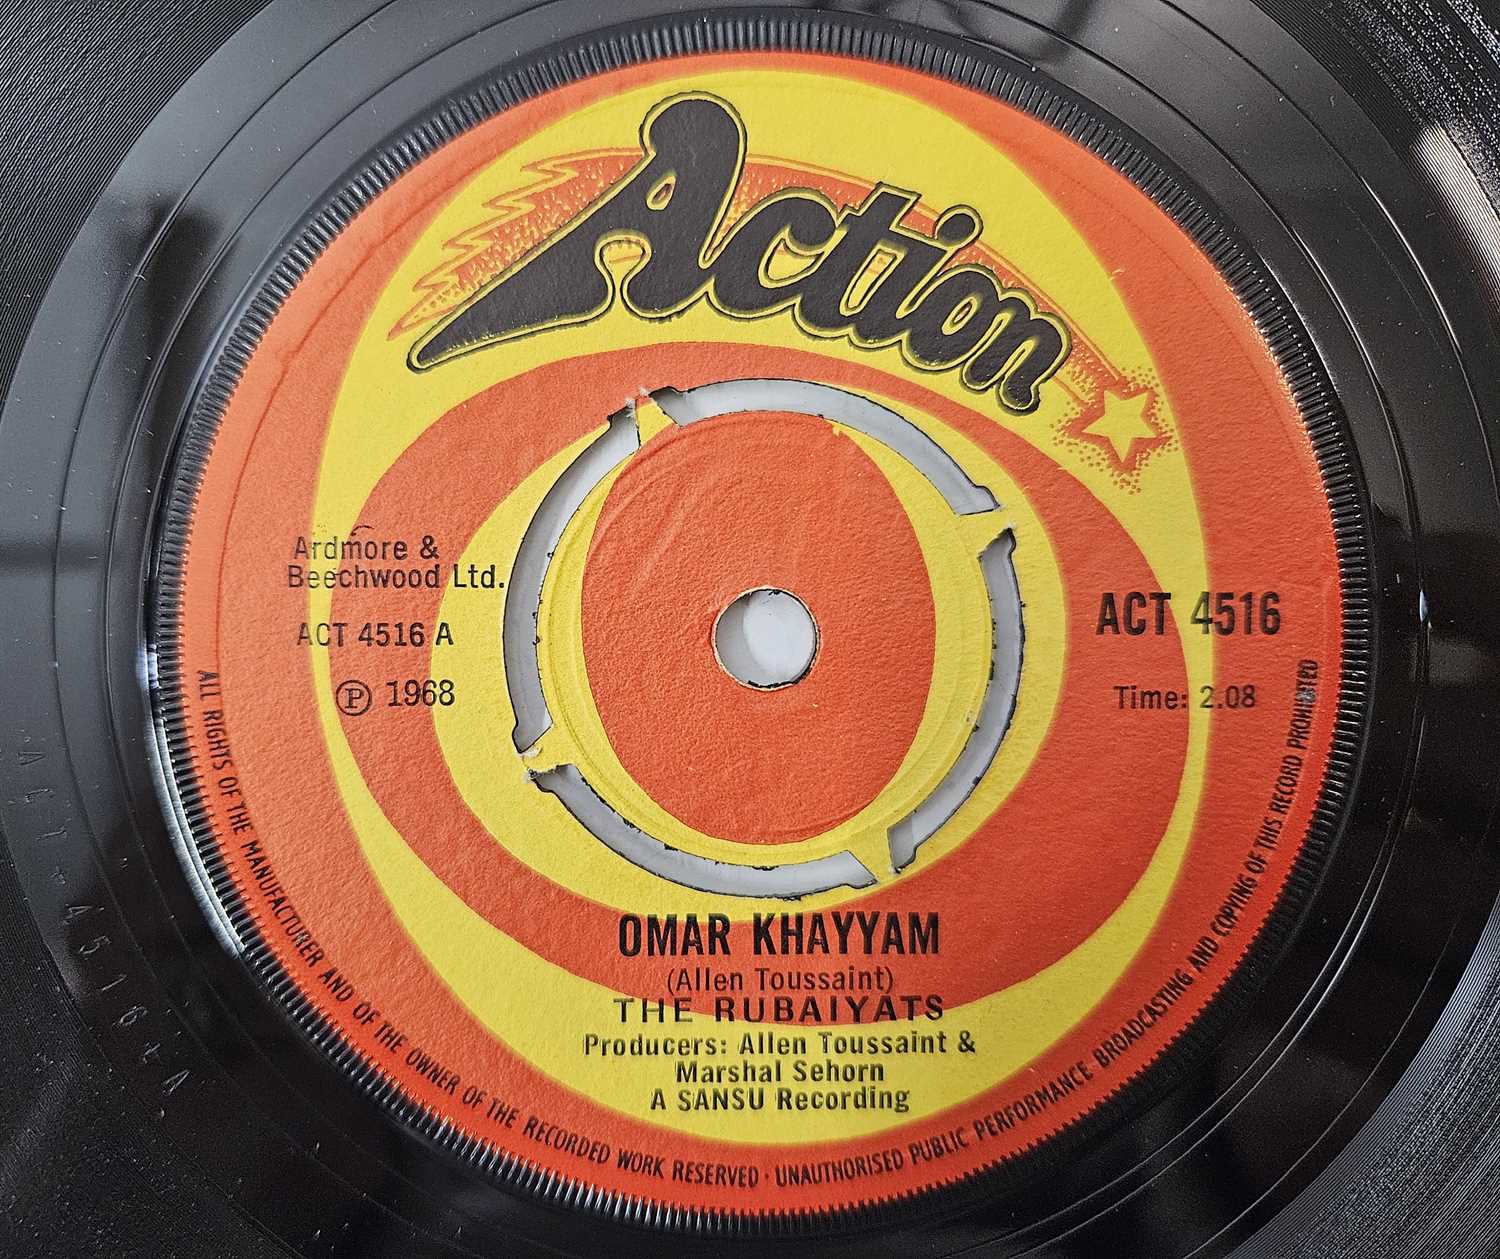 Action
Ardmore &
Beechwood Ltd.
ACT 4516 A
Ⓟ 1968
ACT 4516
Time: 2.08
OMAR KHAYYAM
(Allen Toussaint)
THE RUBAIYATS
Producers: Allen Toussaint &
Marshal Sehorn
A SANSU Recording
ALL RIGHTS OF THE MANUFACTURER AND OF THE OWNER OF THE RECORDED WORK RESERVED · UNAUTHORISED PUBLIC PERFORMANCE BROADCASTING AND COPYING OF THIS RECORD PROHIBITED
ACT + 4516 + A